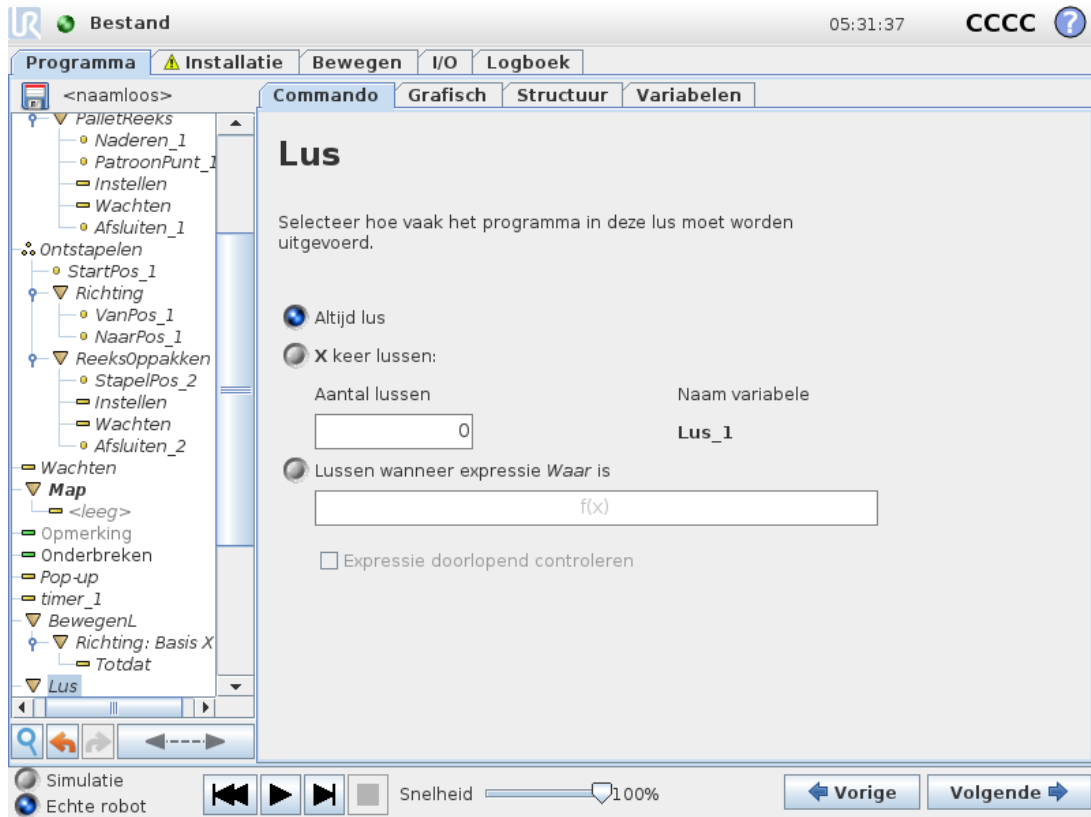 Bestand
05:31:37
CCCC
Programma
Installatie
Bewegen
I/O
Logboek
<naamloos>
Commando
Grafisch
Structuur
Variabelen
PalletReeks
Naderen_1
PatroonPunt_1
Instellen
Wachten
Afsluiten_1
Ontstapelen
StartPos_1
Richting
VanPos_1
NaarPos_1
ReeksOppakken
StapelPos_2
Instellen
Wachten
Afsluiten_2
Wachten
Map
<leeg>
Opmerking
Onderbreken
Pop-up
timer_1
BewegenL
Richting: Basis X
Totdat
Lus
Lus
Selecteer hoe vaak het programma in deze lus moet worden
uitgevoerd.
Altijd lus
X keer lussen:
Aantal lussen
Naam variabele
0
Lus_1
Lussen wanneer expressie Waar is
f(x)
Expressie doorlopend controleren
Simulatie
Echte robot
Snelheid
100%
Vorige
Volgende